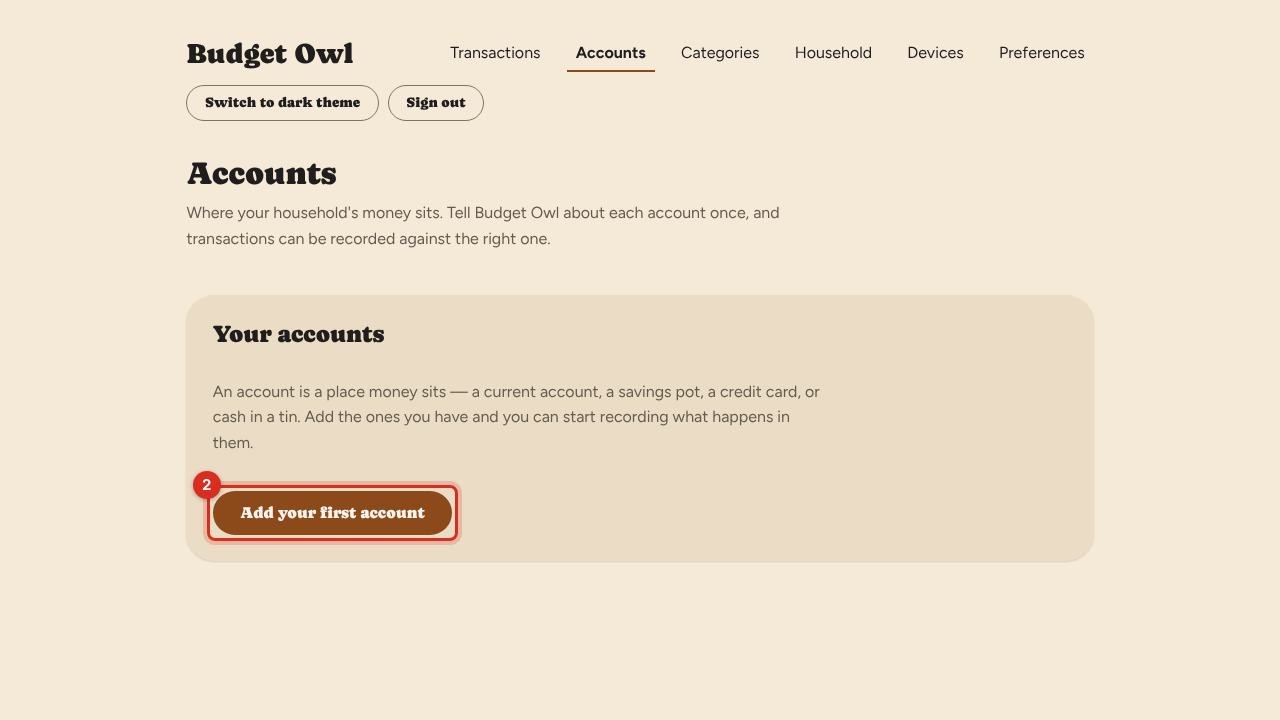 Budget Owl
Transactions Accounts Categories Household Devices Preferences
Switch to dark theme Sign out
Accounts
Where your household's money sits. Tell Budget Owl about each account once, and
transactions can be recorded against the right one.
Your accounts
An account is a place money sits — a current account, a savings pot, a credit card, or
cash in a tin. Add the ones you have and you can start recording what happens in
them.
2
Add your first account